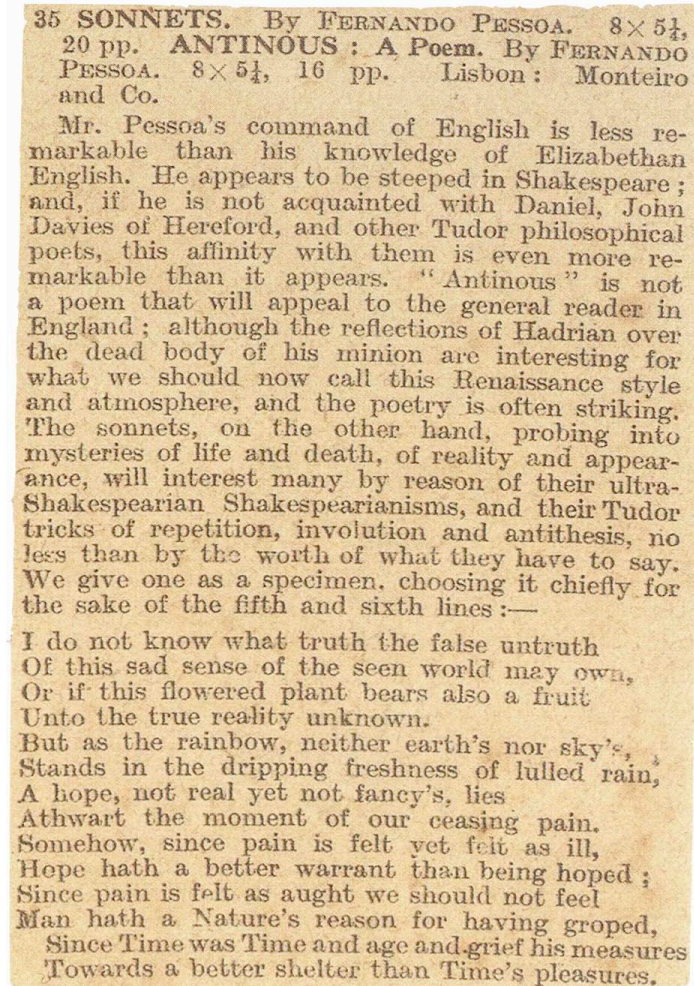 35 SONNETS. By FERNANDO PESSOA. 8 × 5¼,
20 pp. ANTINOUS : A Poem. By FERNANDO
PESSOA. 8 × 5¼, 16 pp. Lisbon : Monteiro
and Co.
Mr. Pessoa's command of English is less re-
markable than his knowledge of Elizabethan
English. He appears to be steeped in Shakespeare ;
and, if he is not acquainted with Daniel, John
Davies of Hereford, and other Tudor philosophical
poets, this affinity with them is even more re-
markable than it appears. "Antinous" is not
a poem that will appeal to the general reader in
England ; although the reflections of Hadrian over
the dead body of his minion are interesting for
what we should now call this Renaissance style
and atmosphere, and the poetry is often striking.
The sonnets, on the other hand, probing into
mysteries of life and death, of reality and appear-
ance, will interest many by reason of their ultra-
Shakespearian Shakespearianisms, and their Tudor
tricks of repetition, involution and antithesis, no
less than by the worth of what they have to say.
We give one as a specimen, choosing it chiefly for
the sake of the fifth and sixth lines :—
I do not know what truth the false untruth
Of this sad sense of the seen world may own,
Or if this flowered plant bears also a fruit
Unto the true reality unknown.
But as the rainbow, neither earth's nor sky's,
Stands in the dripping freshness of lulled rain,
A hope, not real yet not fancy's, lies
Athwart the moment of our ceasing pain.
Somehow, since pain is felt yet felt as ill,
Hope hath a better warrant than being hoped ;
Since pain is felt as aught we should not feel
Man hath a Nature's reason for having groped,
Since Time was Time and age and grief his measures
Towards a better shelter than Time's pleasures.